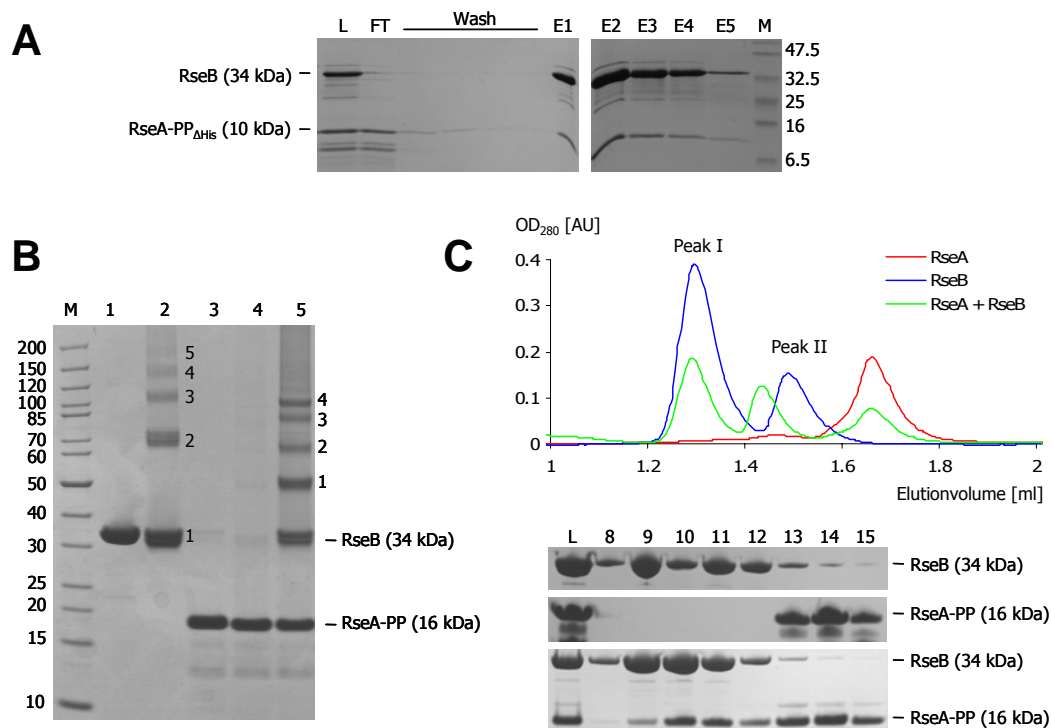 A
L FT Wash E1 E2 E3 E4 E5 M
RseB (34 kDa)
RseA-PPΔHis (10 kDa)
47.5
32.5
25
16
6.5
B
M 1 2 3 4 5
200
150
120
100
85
70
60
50
40
30
25
20
15
10
5
4
3
2
1
4
3
2
1
RseB (34 kDa)
RseA-PP (16 kDa)
C
OD280 [AU]
Peak I
Peak II
RseA
RseB
RseA + RseB
0.4
0.3
0.2
0.1
0
1 1.2 1.4 1.6 1.8 2
Elutionvolume [ml]
L 8 9 10 11 12 13 14 15
RseB (34 kDa)
RseA-PP (16 kDa)
RseB (34 kDa)
RseA-PP (16 kDa)